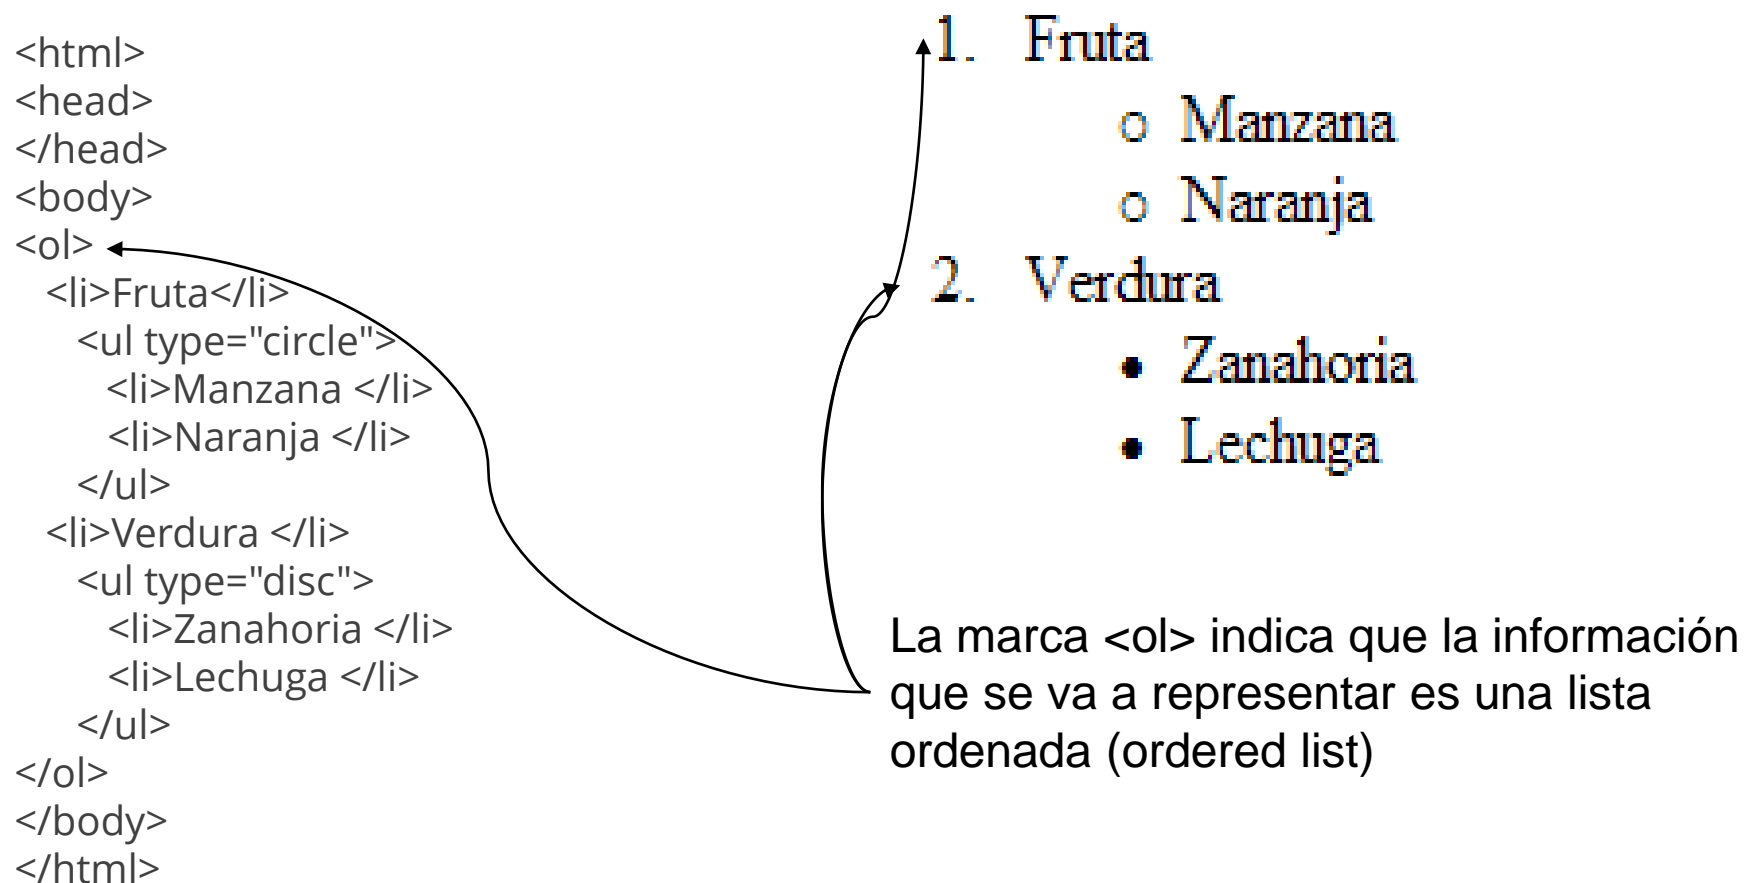 <html>
<head>
</head>
<body>
<ol>
<li>Fruta</li>
<ul type="circle">
<li>Manzana </li>
<li>Naranja </li>
</ul>
<li>Verdura </li>
<ul type="disc">
<li>Zanahoria </li>
<li>Lechuga </li>
</ul>
</ol>
</body>
</html>
1. Fruta
○ Manzana
○ Naranja
2. Verdura
• Zanahoria
• Lechuga
La marca <ol> indica que la información
que se va a representar es una lista
ordenada (ordered list)